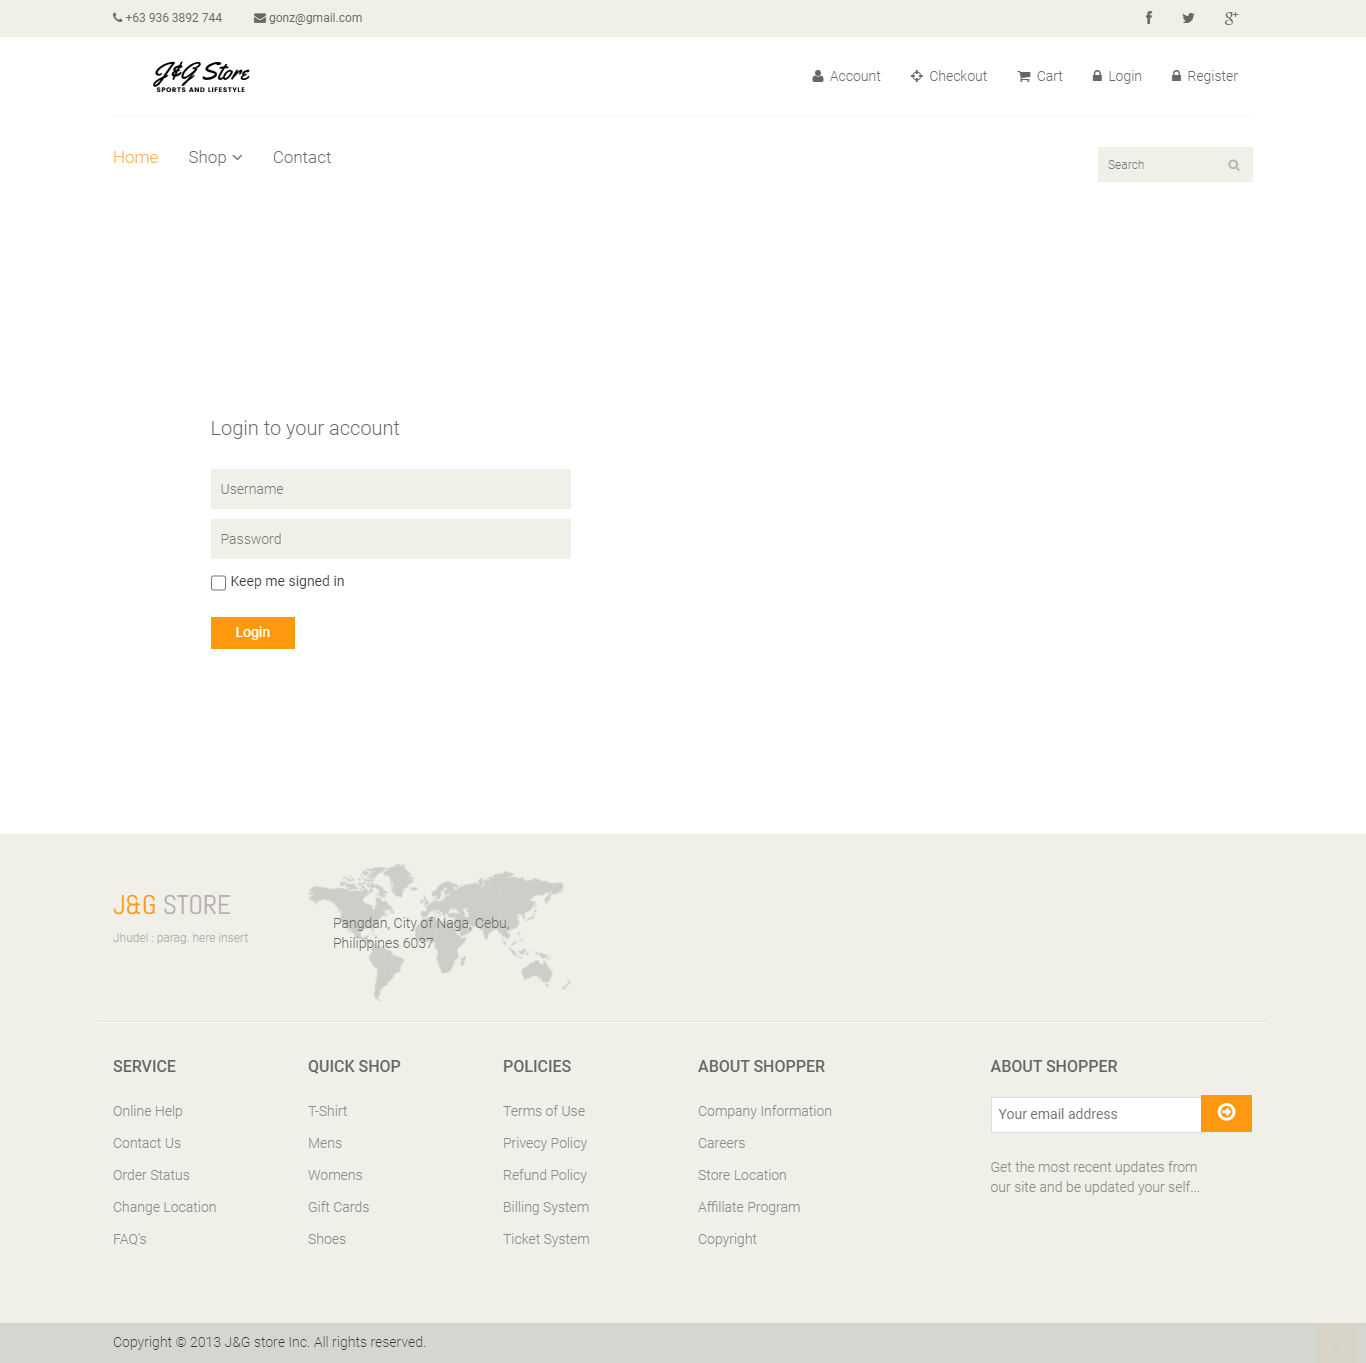 +63 936 3892 744 gonz@gmail.com
J&G Store
SPORTS AND LIFESTYLE
Account Checkout Cart Login Register
Home Shop Contact
Search
Login to your account
Username
Password
Keep me signed in
Login
J&G STORE
Jhudel : parag. here insert
Pangdan, City of Naga, Cebu,
Philippines 6037
SERVICE
Online Help
Contact Us
Order Status
Change Location
FAQ's
QUICK SHOP
T-Shirt
Mens
Womens
Gift Cards
Shoes
POLICIES
Terms of Use
Privecy Policy
Refund Policy
Billing System
Ticket System
ABOUT SHOPPER
Company Information
Careers
Store Location
Affillate Program
Copyright
ABOUT SHOPPER
Your email address
Get the most recent updates from
our site and be updated your self...
Copyright © 2013 J&G store Inc. All rights reserved.